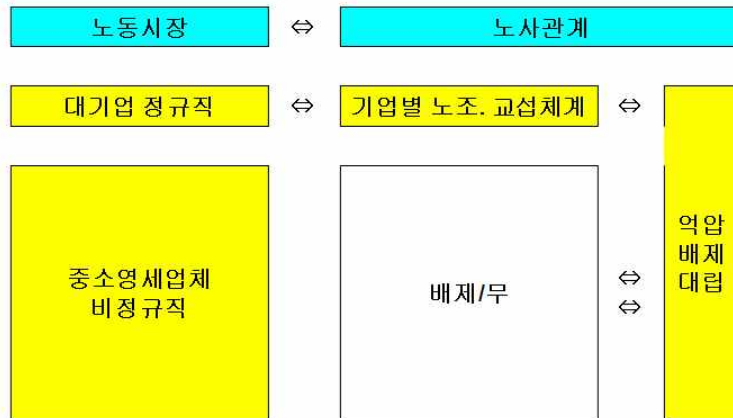 노동시장 ⇔ 노사관계
대기업 정규직 ⇔ 기업별 노조. 교섭체계 ⇔
중소영세업체
비정규직
배제/무
⇔
⇔
억압
배제
대립